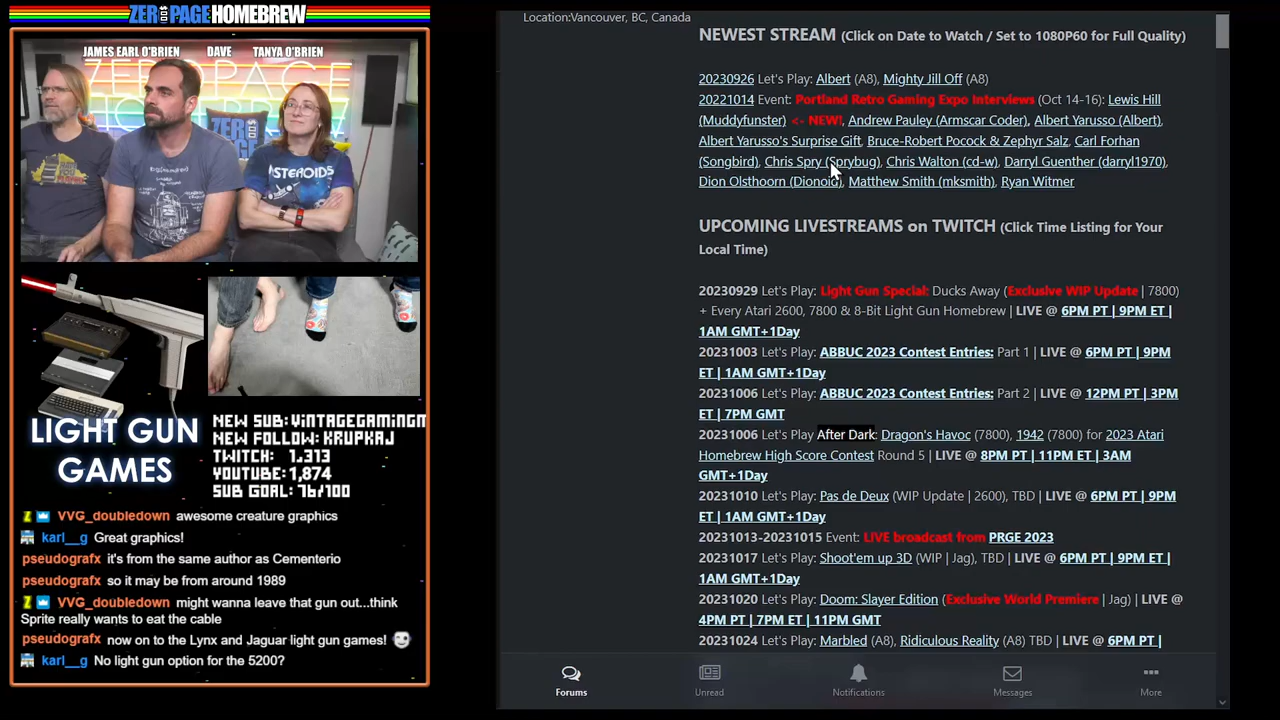 ZERO PAGE HOMEBREW
JAMES EARL O'BRIEN DAVE TANYA O'BRIEN
ZEROPAGE
HOMEBREW
ASTEROIDS
LIGHT GUN
GAMES
NEW SUB: VINTAGEGAMINGM
NEW FOLLOW: KRUPKAJ
TWITCH: 1,313
YOUTUBE: 1,874
SUB GOAL: 76/100
VVG_doubledown awesome creature graphics
karl__g Great graphics!
pseudografx it's from the same author as Cementerio
pseudografx so it may be from around 1989
VVG_doubledown might wanna leave that gun out...think
Sprite really wants to eat the cable
pseudografx now on to the Lynx and Jaguar light gun games!
karl__g No light gun option for the 5200?
Location:Vancouver, BC, Canada
NEWEST STREAM (Click on Date to Watch / Set to 1080P60 for Full Quality)
20230926 Let's Play: Albert (A8), Mighty Jill Off (A8)
20221014 Event: Portland Retro Gaming Expo Interviews (Oct 14-16): Lewis Hill
(Muddyfunster) <- NEW!, Andrew Pauley (Armscar Coder), Albert Yarusso (Albert),
Albert Yarusso's Surprise Gift, Bruce-Robert Pocock & Zephyr Salz, Carl Forhan
(Songbird), Chris Spry (Sprybug), Chris Walton (cd-w), Darryl Guenther (darryl1970),
Dion Olsthoorn (Dionoid), Matthew Smith (mksmith), Ryan Witmer
UPCOMING LIVESTREAMS on TWITCH (Click Time Listing for Your
Local Time)
20230929 Let's Play: Light Gun Special: Ducks Away (Exclusive WIP Update | 7800)
+ Every Atari 2600, 7800 & 8-Bit Light Gun Homebrew | LIVE @ 6PM PT | 9PM ET |
1AM GMT+1Day
20231003 Let's Play: ABBUC 2023 Contest Entries: Part 1 | LIVE @ 6PM PT | 9PM
ET | 1AM GMT+1Day
20231006 Let's Play: ABBUC 2023 Contest Entries: Part 2 | LIVE @ 12PM PT | 3PM
ET | 7PM GMT
20231006 Let's Play After Dark: Dragon's Havoc (7800), 1942 (7800) for 2023 Atari
Homebrew High Score Contest Round 5 | LIVE @ 8PM PT | 11PM ET | 3AM
GMT+1Day
20231010 Let's Play: Pas de Deux (WIP Update | 2600), TBD | LIVE @ 6PM PT | 9PM
ET | 1AM GMT+1Day
20231013-20231015 Event: LIVE broadcast from PRGE 2023
20231017 Let's Play: Shoot'em up 3D (WIP | Jag), TBD | LIVE @ 6PM PT | 9PM ET |
1AM GMT+1Day
20231020 Let's Play: Doom: Slayer Edition (Exclusive World Premiere | Jag) | LIVE @
4PM PT | 7PM ET | 11PM GMT
20231024 Let's Play: Marbled (A8), Ridiculous Reality (A8) TBD | LIVE @ 6PM PT |
Forums Unread Notifications Messages More